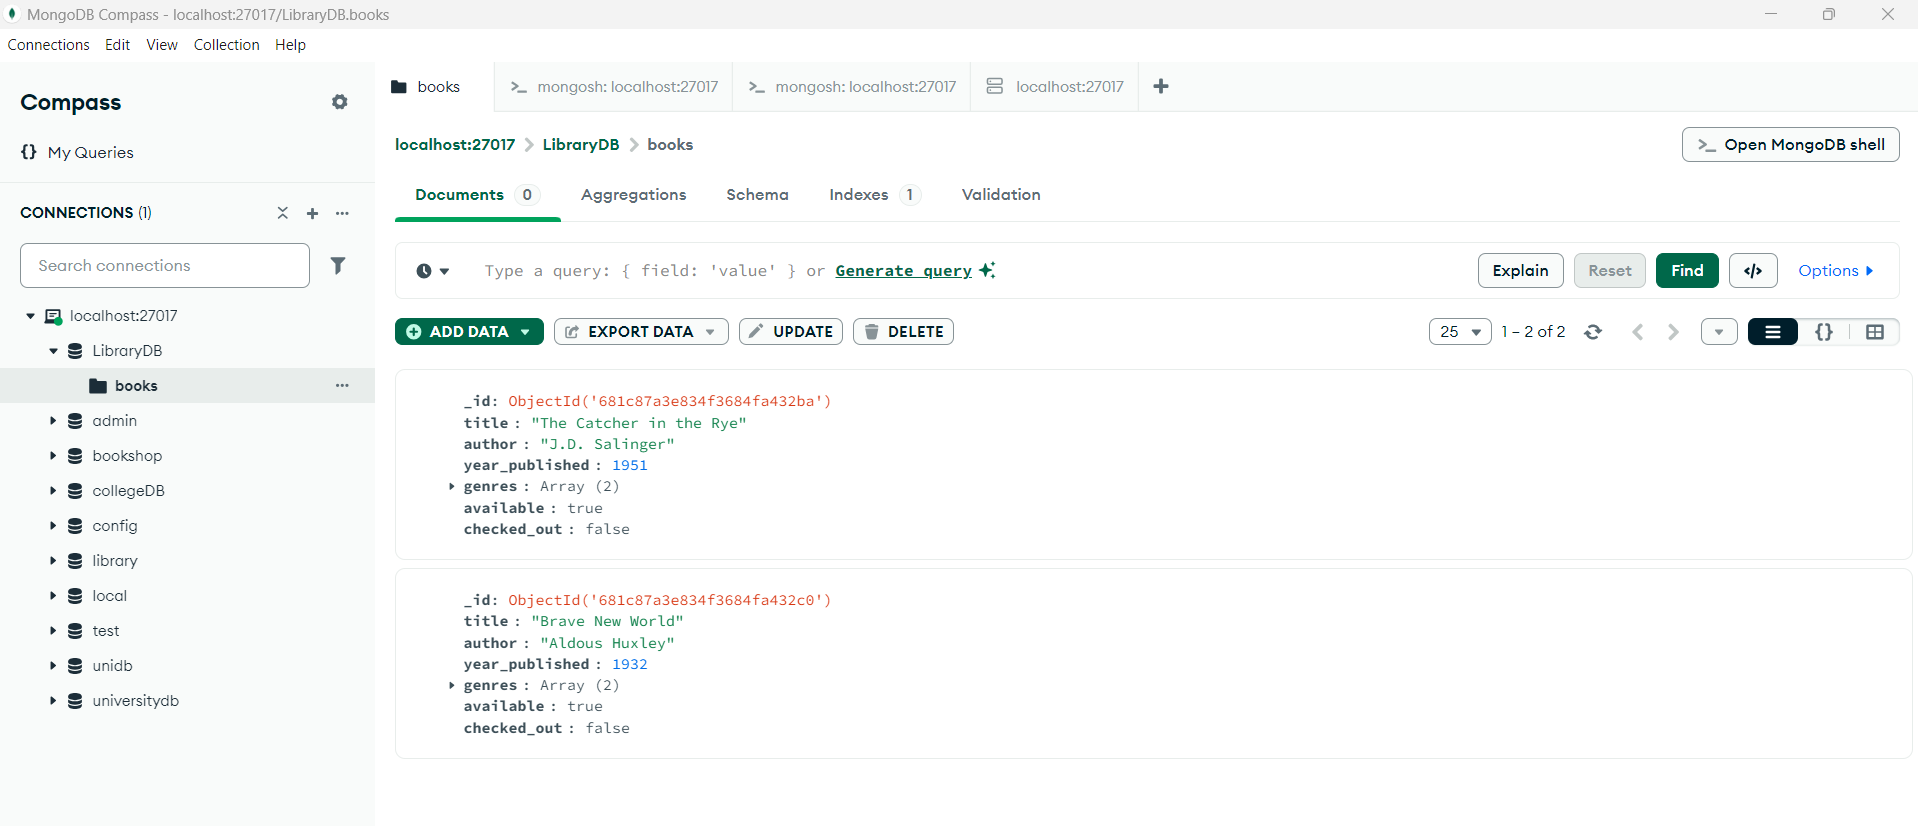 MongoDB Compass - localhost:27017/LibraryDB.books
Connections Edit View Collection Help
Compass
{} My Queries
CONNECTIONS (1)
Search connections
localhost:27017
LibraryDB
books
admin
bookshop
collegeDB
config
library
local
test
unidb
universitydb
books >_ mongosh: localhost:27017 >_ mongosh: localhost:27017 localhost:27017 +
localhost:27017 > LibraryDB > books
>_ Open MongoDB shell
Documents 0 Aggregations Schema Indexes 1 Validation
Type a query: { field: 'value' } or Generate query
Explain Reset Find </> Options
ADD DATA EXPORT DATA UPDATE DELETE
25 1 – 2 of 2 {}
_id: ObjectId('681c87a3e834f3684fa432ba')
title : "The Catcher in the Rye"
author : "J.D. Salinger"
year_published : 1951
genres : Array (2)
available : true
checked_out : false
_id: ObjectId('681c87a3e834f3684fa432c0')
title : "Brave New World"
author : "Aldous Huxley"
year_published : 1932
genres : Array (2)
available : true
checked_out : false